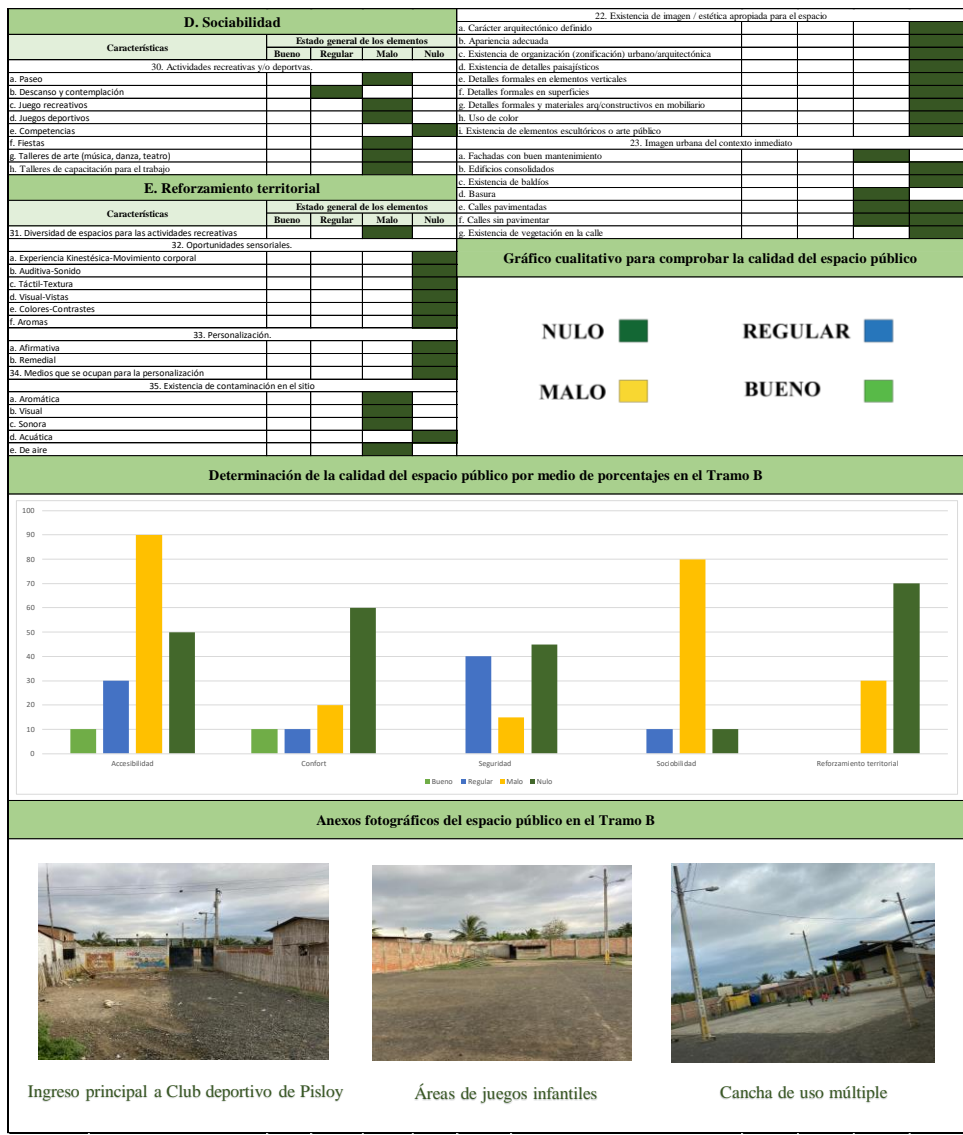 D. Sociabilidad
Características
Estado general de los elementos
Bueno Regular Malo Nulo
30. Actividades recreativas y/o deportvas.
a. Paseo
b. Descanso y contemplación
c. Juego recreativos
d. Juegos deportivos
e. Competencias
f. Fiestas
g. Talleres de arte (música, danza, teatro)
h. Talleres de capacitación para el trabajo
E. Reforzamiento territorial
Características
Estado general de los elementos
Bueno Regular Malo Nulo
31. Diversidad de espacios para las actividades recreativas
32. Oportunidades sensoriales.
a. Experiencia Kinestésica-Movimiento corporal
b. Auditiva-Sonido
c. Táctil-Textura
d. Visual-Vistas
e. Colores-Contrastes
f. Aromas
33. Personalización.
a. Afirmativa
b. Remedial
34. Medios que se ocupan para la personalización
35. Existencia de contaminación en el sitio
a. Aromática
b. Visual
c. Sonora
d. Acuática
e. De aire
22. Existencia de imagen / estética apropiada para el espacio
a. Carácter arquitectónico definido
b. Apariencia adecuada
c. Existencia de organización (zonificación) urbano/arquitectónica
d. Existencia de detalles paisajísticos
e. Detalles formales en elementos verticales
f. Detalles formales en superficies
g. Detalles formales y materiales arq/constructivos en mobiliario
h. Uso de color
i. Existencia de elementos escultóricos o arte público
23. Imagen urbana del contexto inmediato
a. Fachadas con buen mantenimiento
b. Edificios consolidados
c. Existencia de baldíos
d. Basura
e. Calles pavimentadas
f. Calles sin pavimentar
g. Existencia de vegetación en la calle
Gráfico cualitativo para comprobar la calidad del espacio público
NULO REGULAR
MALO BUENO
Determinación de la calidad del espacio público por medio de porcentajes en el Tramo B
100
90
80
70
60
50
40
30
20
10
0
Accesibilidad Confort Seguridad Sociobilidad Reforzamiento territorial
Bueno Regular Malo Nulo
Anexos fotográficos del espacio público en el Tramo B
Ingreso principal a Club deportivo de Pisloy
Áreas de juegos infantiles
Cancha de uso múltiple